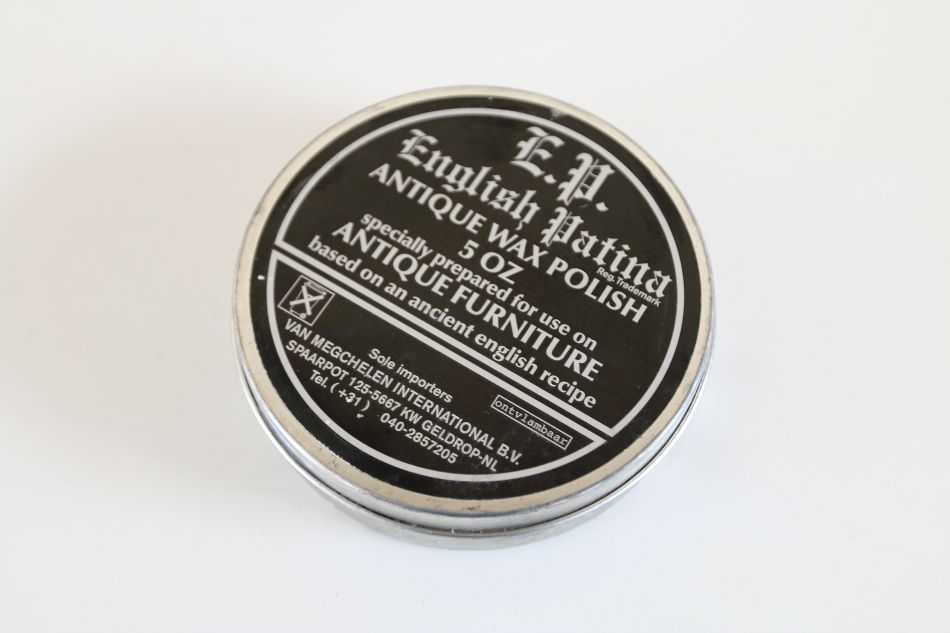 E.P.
English Patina
Reg. Trademark
ANTIQUE WAX POLISH
5 OZ
specially prepared for use on
ANTIQUE FURNITURE
based on an ancient english recipe
Sole importers
VAN MEGCHELEN INTERNATIONAL B.V.
SPAARPOT 125-5667 KW GELDROP-NL
Tel. (+31) 040-2857205
ontvlambaar